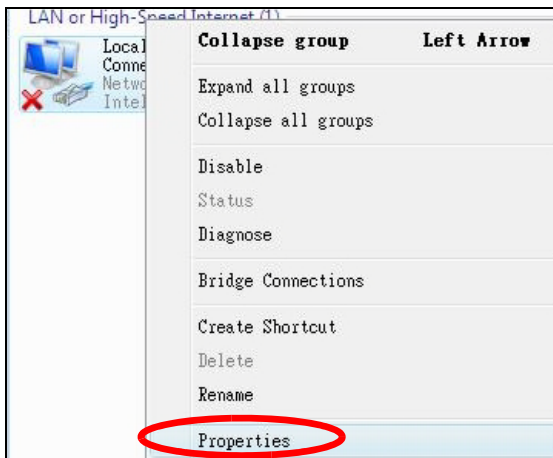 LAN or High-Speed Internet (1)
Local
Conne
Netwo
Intel
Collapse group Left Arrow
Expand all groups
Collapse all groups
Disable
Status
Diagnose
Bridge Connections
Create Shortcut
Delete
Rename
Properties